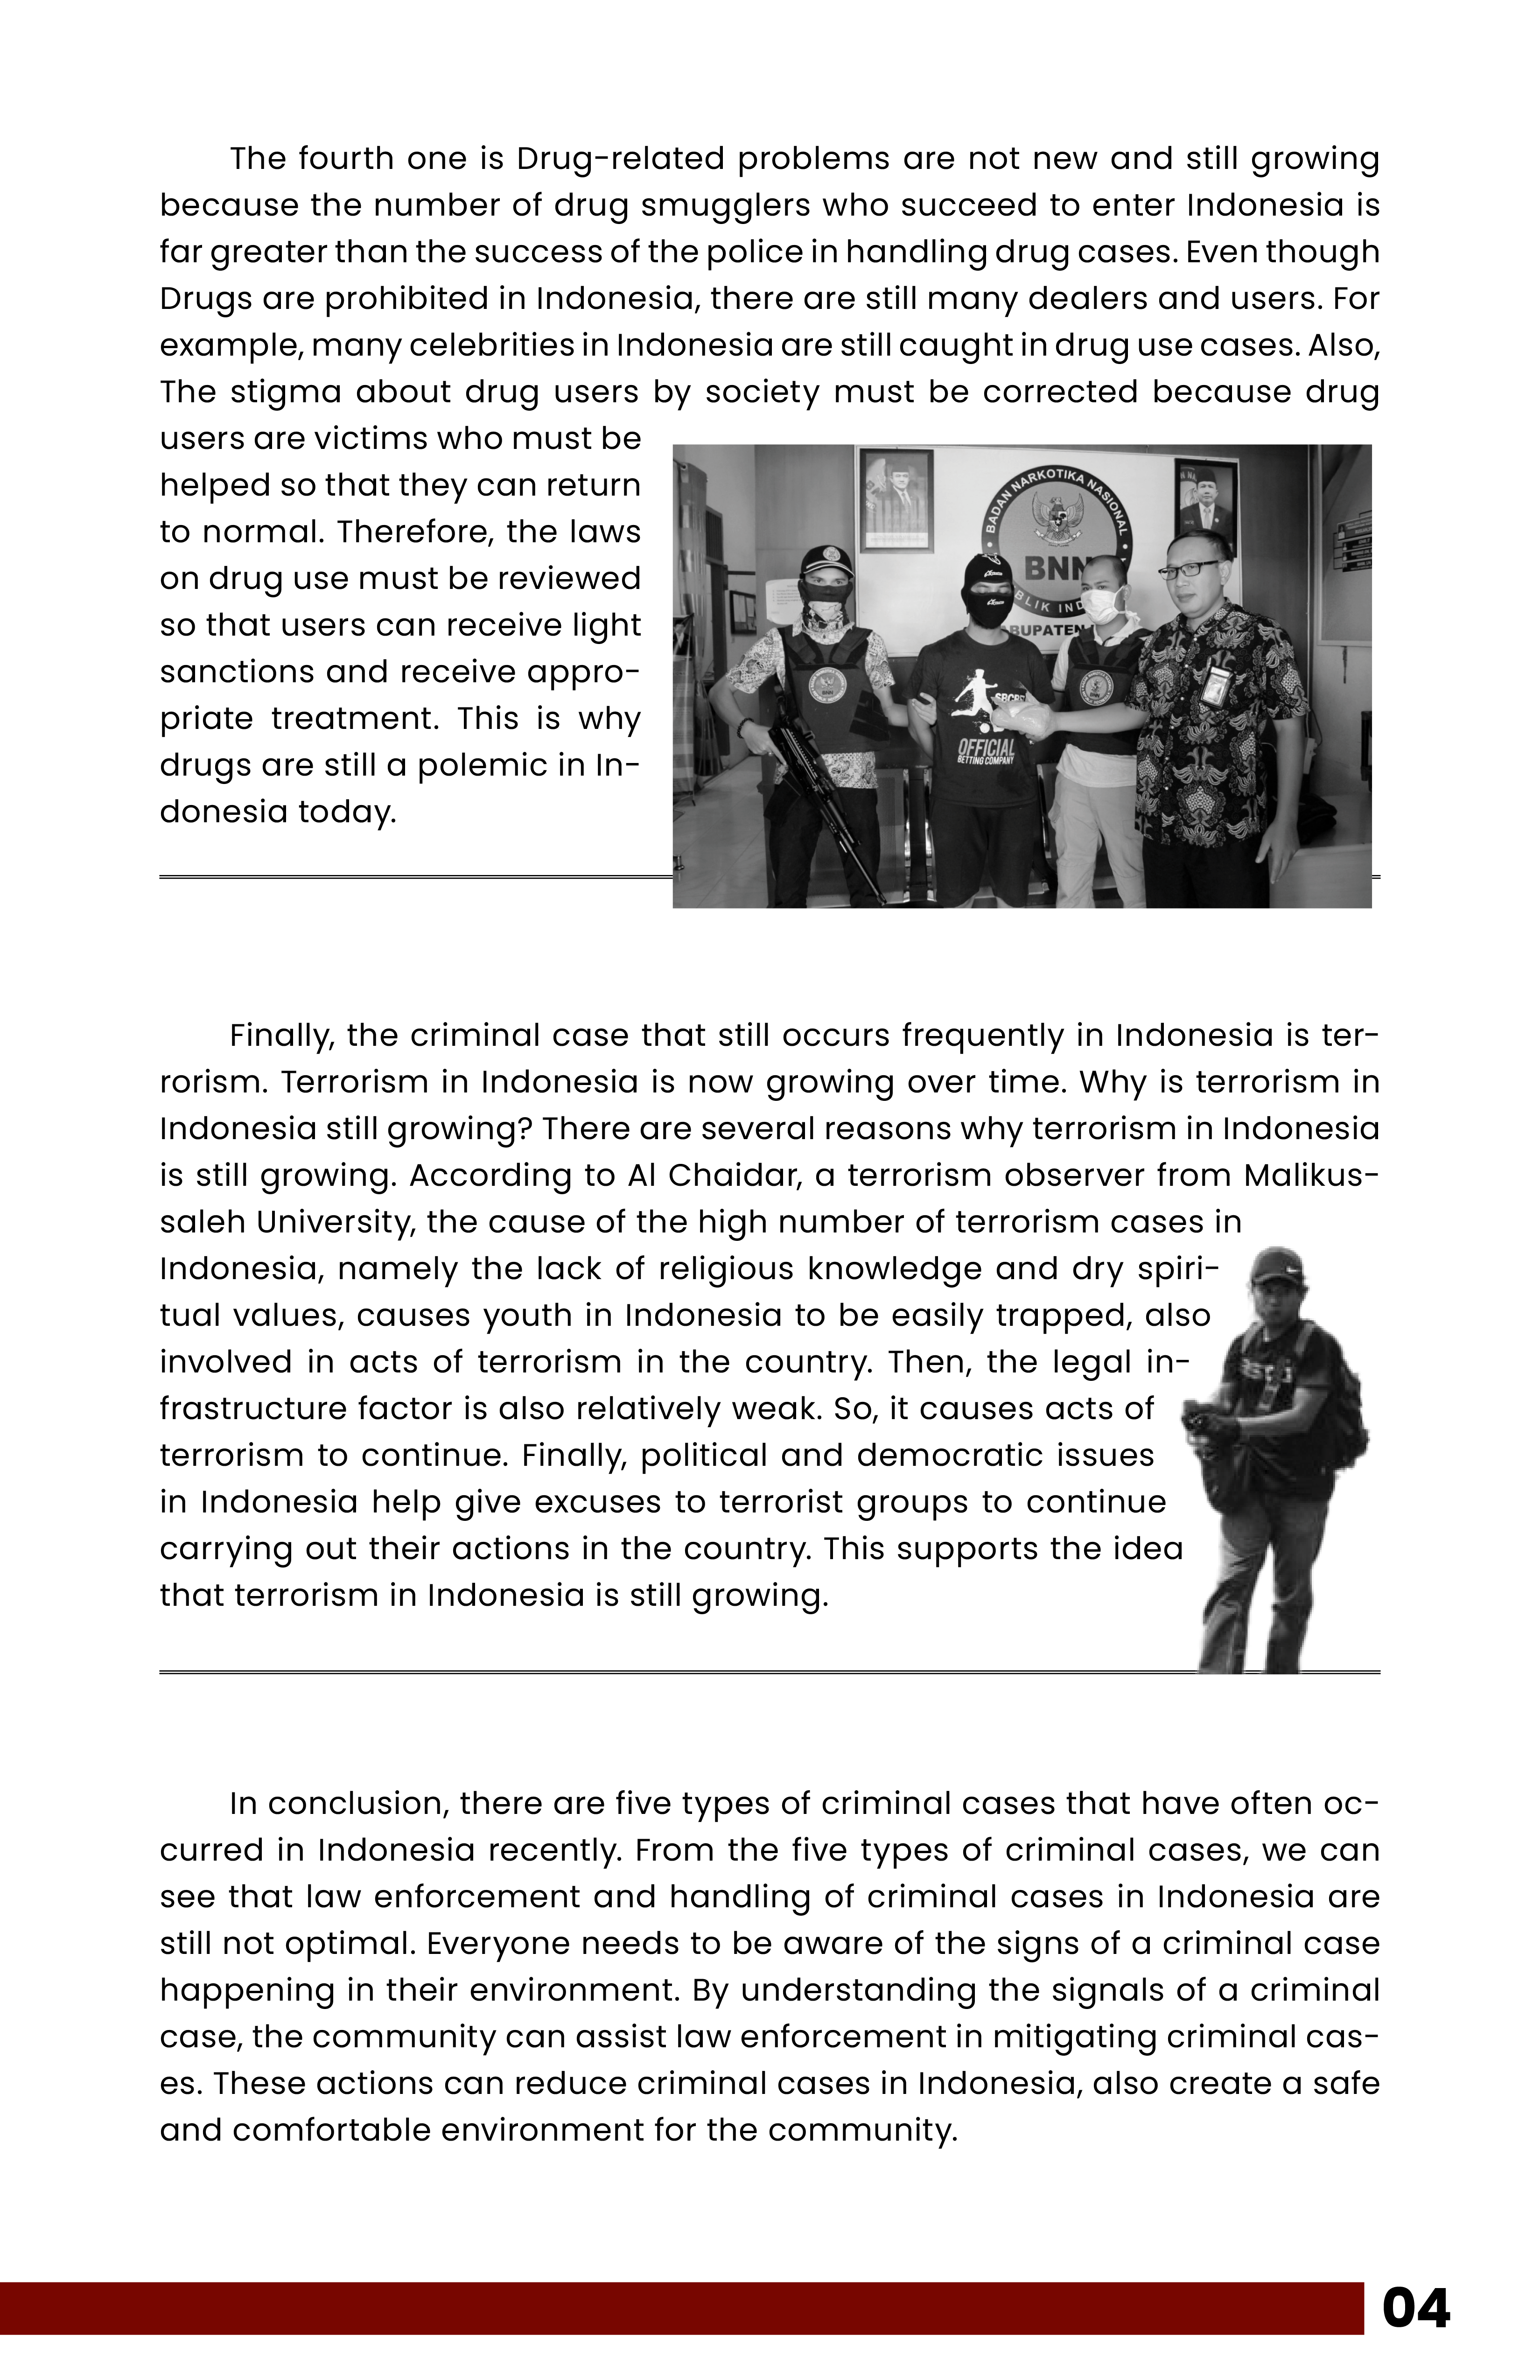 The fourth one is Drug-related problems are not new and still growing
because the number of drug smugglers who succeed to enter Indonesia is
far greater than the success of the police in handling drug cases. Even though
Drugs are prohibited in Indonesia, there are still many dealers and users. For
example, many celebrities in Indonesia are still caught in drug use cases. Also,
The stigma about drug users by society must be corrected because drug
users are victims who must be
helped so that they can return
to normal. Therefore, the laws
on drug use must be reviewed
so that users can receive light
sanctions and receive appro-
priate treatment. This is why
drugs are still a polemic in In-
donesia today.
BADAN NARKOTIKA NASIONAL
BNN
BLIK IND
ABUPATEN
SBCBET
OFFICIAL
BETTING COMPANY
Finally, the criminal case that still occurs frequently in Indonesia is ter-
rorism. Terrorism in Indonesia is now growing over time. Why is terrorism in
Indonesia still growing? There are several reasons why terrorism in Indonesia
is still growing. According to Al Chaidar, a terrorism observer from Malikus-
saleh University, the cause of the high number of terrorism cases in
Indonesia, namely the lack of religious knowledge and dry spiri-
tual values, causes youth in Indonesia to be easily trapped, also
involved in acts of terrorism in the country. Then, the legal in-
frastructure factor is also relatively weak. So, it causes acts of
terrorism to continue. Finally, political and democratic issues
in Indonesia help give excuses to terrorist groups to continue
carrying out their actions in the country. This supports the idea
that terrorism in Indonesia is still growing.
In conclusion, there are five types of criminal cases that have often oc-
curred in Indonesia recently. From the five types of criminal cases, we can
see that law enforcement and handling of criminal cases in Indonesia are
still not optimal. Everyone needs to be aware of the signs of a criminal case
happening in their environment. By understanding the signals of a criminal
case, the community can assist law enforcement in mitigating criminal cas-
es. These actions can reduce criminal cases in Indonesia, also create a safe
and comfortable environment for the community.
04